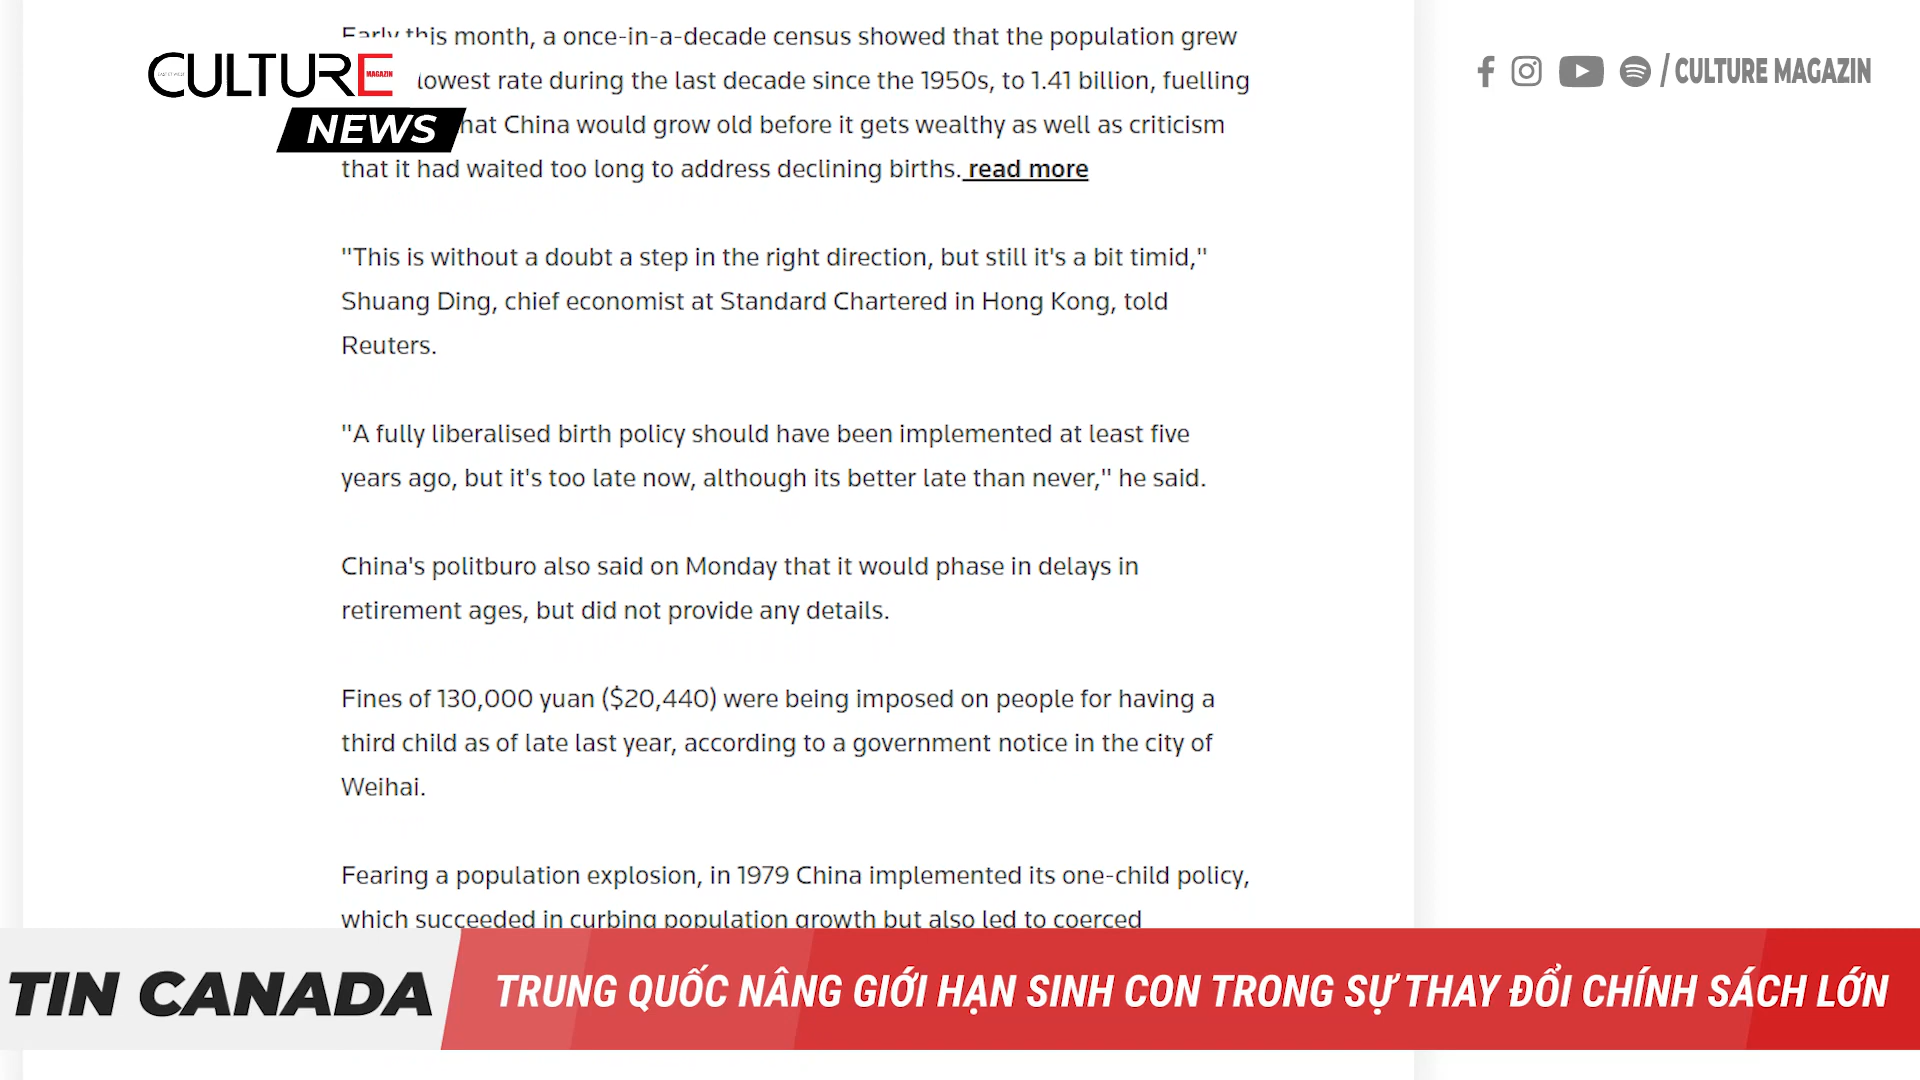 Early this month, a once-in-a-decade census showed that the population grew
lowest rate during the last decade since the 1950s, to 1.41 billion, fuelling
hat China would grow old before it gets wealthy as well as criticism
that it had waited too long to address declining births. read more
CULTURE
MAGAZIN
NEWS
/ CULTURE MAGAZIN
"This is without a doubt a step in the right direction, but still it's a bit timid,"
Shuang Ding, chief economist at Standard Chartered in Hong Kong, told
Reuters.
"A fully liberalised birth policy should have been implemented at least five
years ago, but it's too late now, although its better late than never," he said.
China's politburo also said on Monday that it would phase in delays in
retirement ages, but did not provide any details.
Fines of 130,000 yuan ($20,440) were being imposed on people for having a
third child as of late last year, according to a government notice in the city of
Weihai.
Fearing a population explosion, in 1979 China implemented its one-child policy,
which succeeded in curbing population growth but also led to coerced
TIN CANADA
TRUNG QUỐC NÂNG GIỚI HẠN SINH CON TRONG SỰ THAY ĐỔI CHÍNH SÁCH LỚN